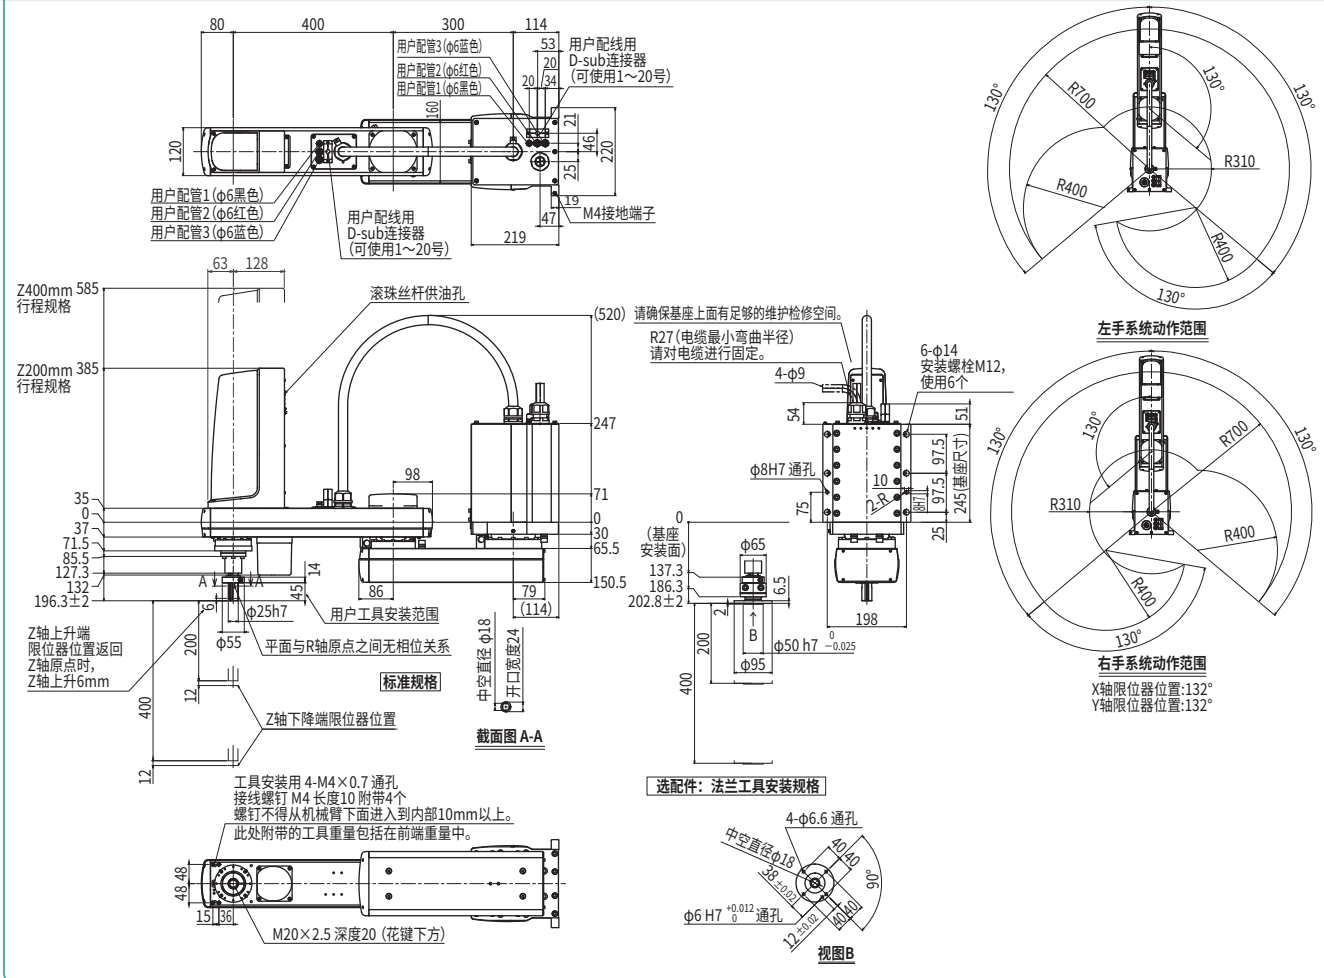 80
400
300
114
用户配管3（φ6蓝色）
用户配管2（φ6红色）
用户配管1（φ6黑色）
53
20
20
34
用户配线用
D-sub连接器
（可使用1～20号）
160
120
21
46
220
25
19
47
219
M4接地端子
用户配管1（φ6黑色）
用户配管2（φ6红色）
用户配管3（φ6蓝色）
用户配线用
D-sub连接器
（可使用1～20号）
63
128
Z400mm 585
行程规格
Z200mm 385
行程规格
滚珠丝杆供油孔
(520)
247
98
71
0
30
65.5
150.5
35
0
37
71.5
85.5
127.3
132
196.3±2
A
A
14
45
6
φ25h7
φ55
86
79
(114)
用户工具安装范围
平面与R轴原点之间无相位关系
Z轴上升端
限位器位置返回
Z轴原点时，
Z轴上升6mm
200
12
400
12
Z轴下降端限位器位置
标准规格
中空直径 φ18
开口宽度24
截面图 A-A
请确保基座上面有足够的维护检修空间。
R27（电缆最小弯曲半径）
请对电缆进行固定。
4-φ9
6-φ14
安装螺栓M12，
使用6个
54
51
φ8H7 通孔
10
2-R
8H7
75
97.5
97.5
25
245(基座尺寸)
198
0
（基座
安装面）
137.3
186.3
202.8±2
φ65
6.5
2
B
φ50 h7 0 －0.025
φ95
200
400
选配件：法兰工具安装规格
工具安装用 4-M4×0.7 通孔
接线螺钉 M4 长度10 附带4个
螺钉不得从机械臂下面进入到内部10mm以上。
此处附带的工具重量包括在前端重量中。
48
48
15
36
M20×2.5 深度20（花键下方）
4-φ6.6 通孔
中空直径φ18
38 ±0.02
40
40
90°
φ6 H7 +0.012 0 通孔
12 ±0.02
40
40
视图B
130°
130°
130°
R700
R310
R400
R400
130°
左手系统动作范围
130°
130°
130°
R700
R310
R400
R400
130°
右手系统动作范围
X轴限位器位置:132°
Y轴限位器位置:132°